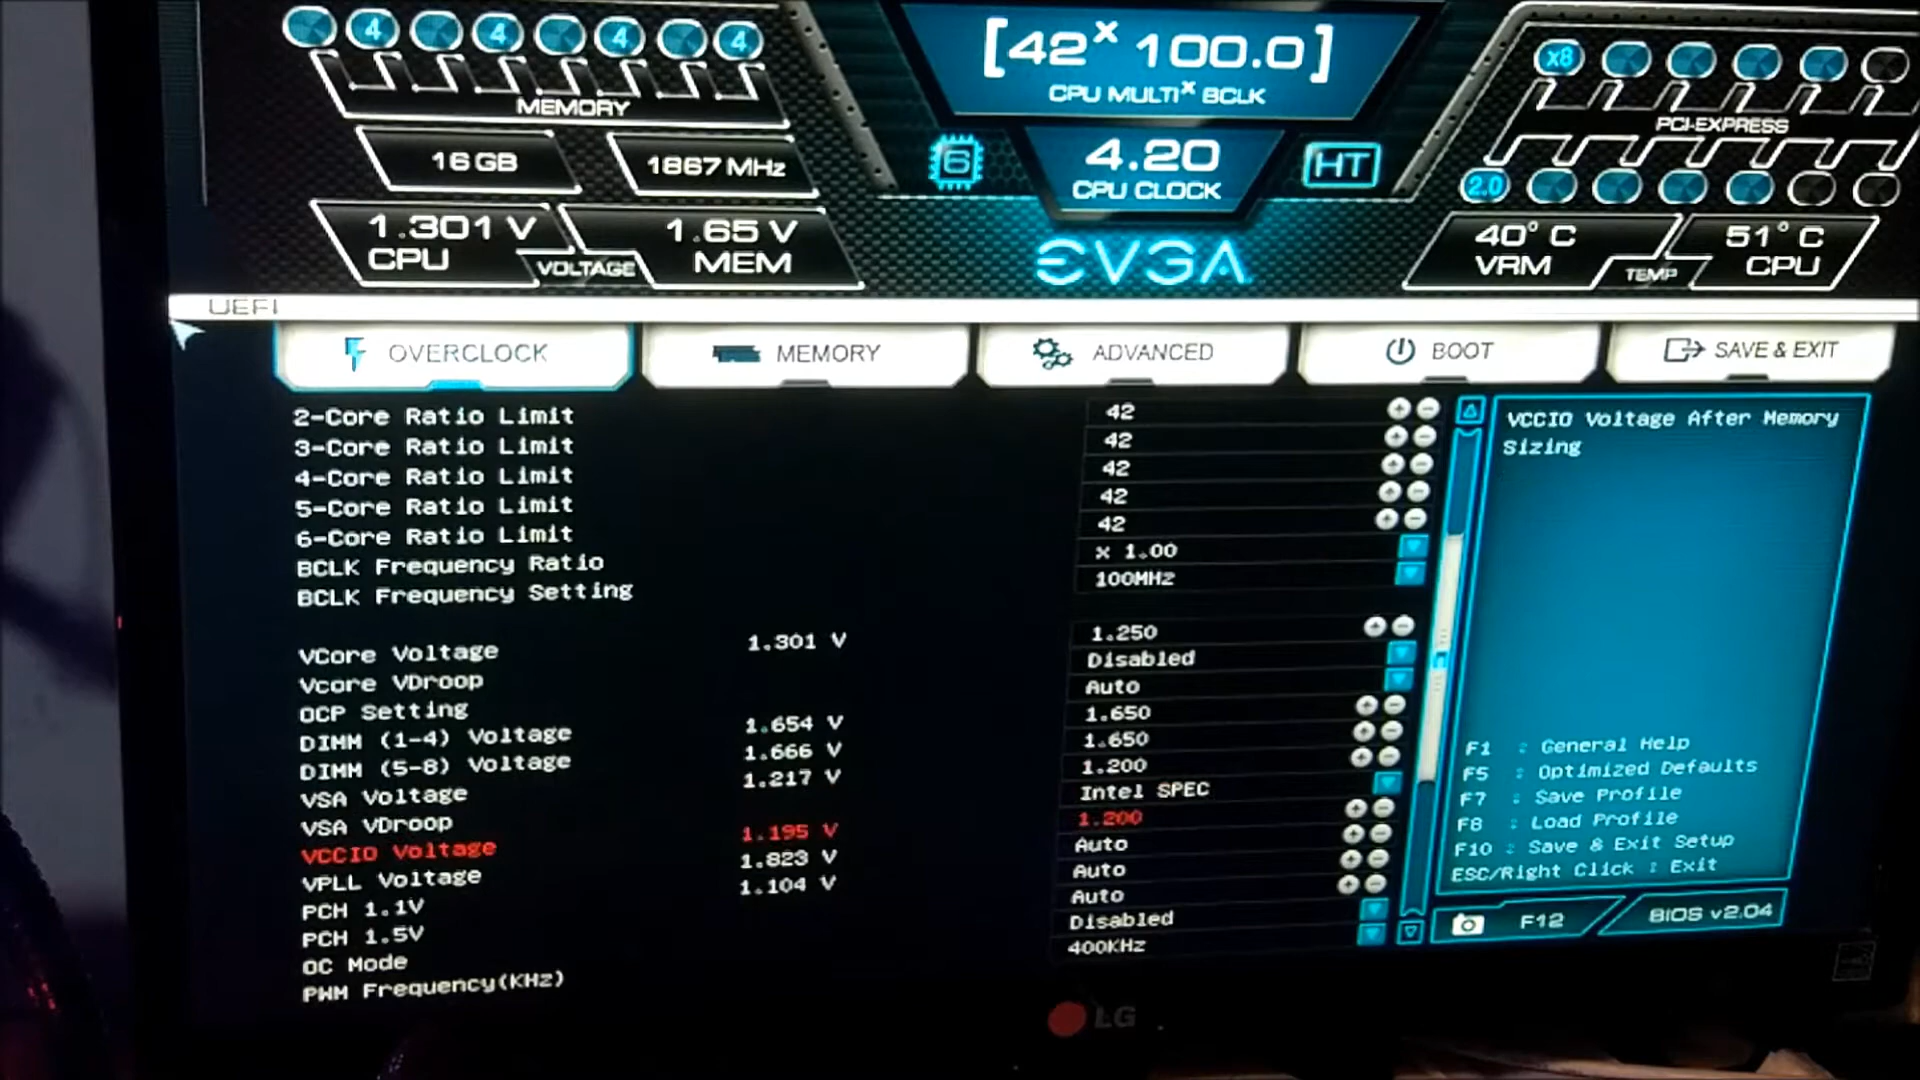 4 4 4 4
MEMORY
16 GB
1867 MHz
1.301 V
CPU
VOLTAGE
1.65 V
MEM
[42x 100.0]
CPU MULTIx BCLK
6
4.20
CPU CLOCK
HT
EVGA
x8
PCI-EXPRESS
2.0
40° C
VRM
TEMP
51° C
CPU
UEFI
OVERCLOCK
MEMORY
ADVANCED
BOOT
SAVE & EXIT
2-Core Ratio Limit 42
3-Core Ratio Limit 42
4-Core Ratio Limit 42
5-Core Ratio Limit 42
6-Core Ratio Limit 42
BCLK Frequency Ratio x 1.00
BCLK Frequency Setting 100MHz
VCore Voltage 1.301 V 1.250
Vcore VDroop Disabled
OCP Setting Auto
DIMM (1-4) Voltage 1.654 V 1.650
DIMM (5-8) Voltage 1.666 V 1.650
VSA Voltage 1.217 V 1.200
VSA VDroop Intel SPEC
VCCIO Voltage 1.195 V 1.200
VPLL Voltage 1.823 V Auto
PCH 1.1V 1.104 V Auto
PCH 1.5V Auto
OC Mode Disabled
PWM Frequency(KHz) 400KHz
VCCIO Voltage After Memory
Sizing
F1 : General Help
F5 : Optimized Defaults
F7 : Save Profile
F8 : Load Profile
F10 : Save & Exit Setup
ESC/Right Click : Exit
F12
BIOS v2.04
LG